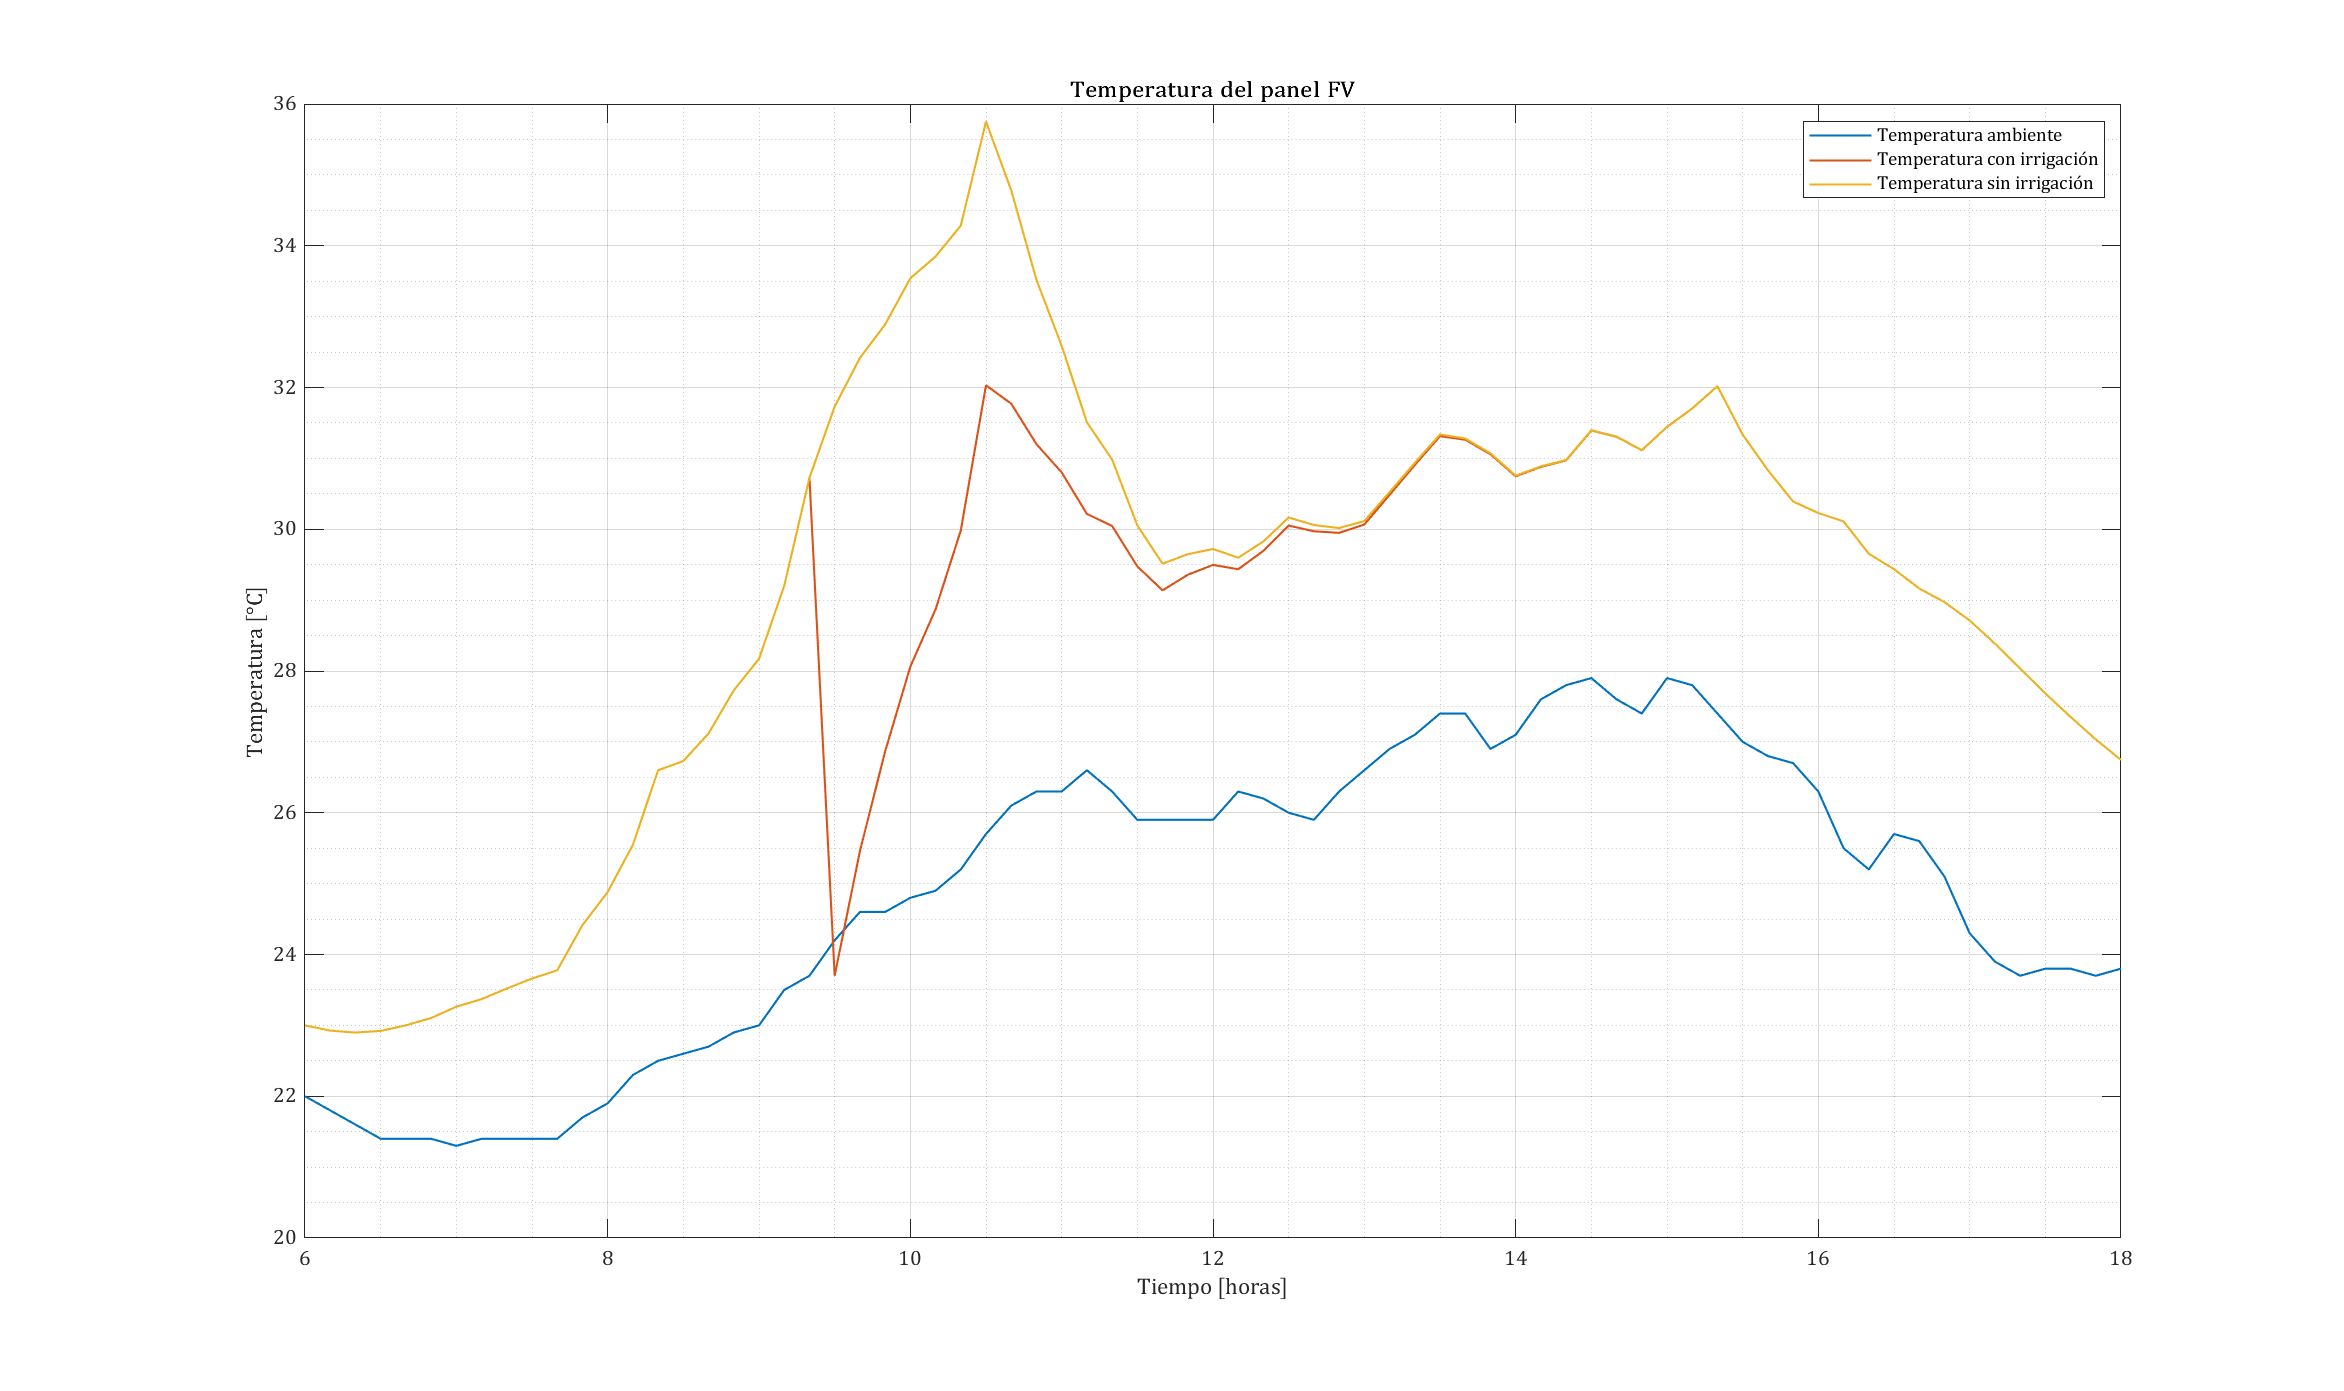 Temperatura del panel FV
36
34
32
30
28
26
24
22
20
Temperatura [°C]
Temperatura ambiente
Temperatura con irrigación
Temperatura sin irrigación
6 8 10 12 14 16 18
Tiempo [horas]